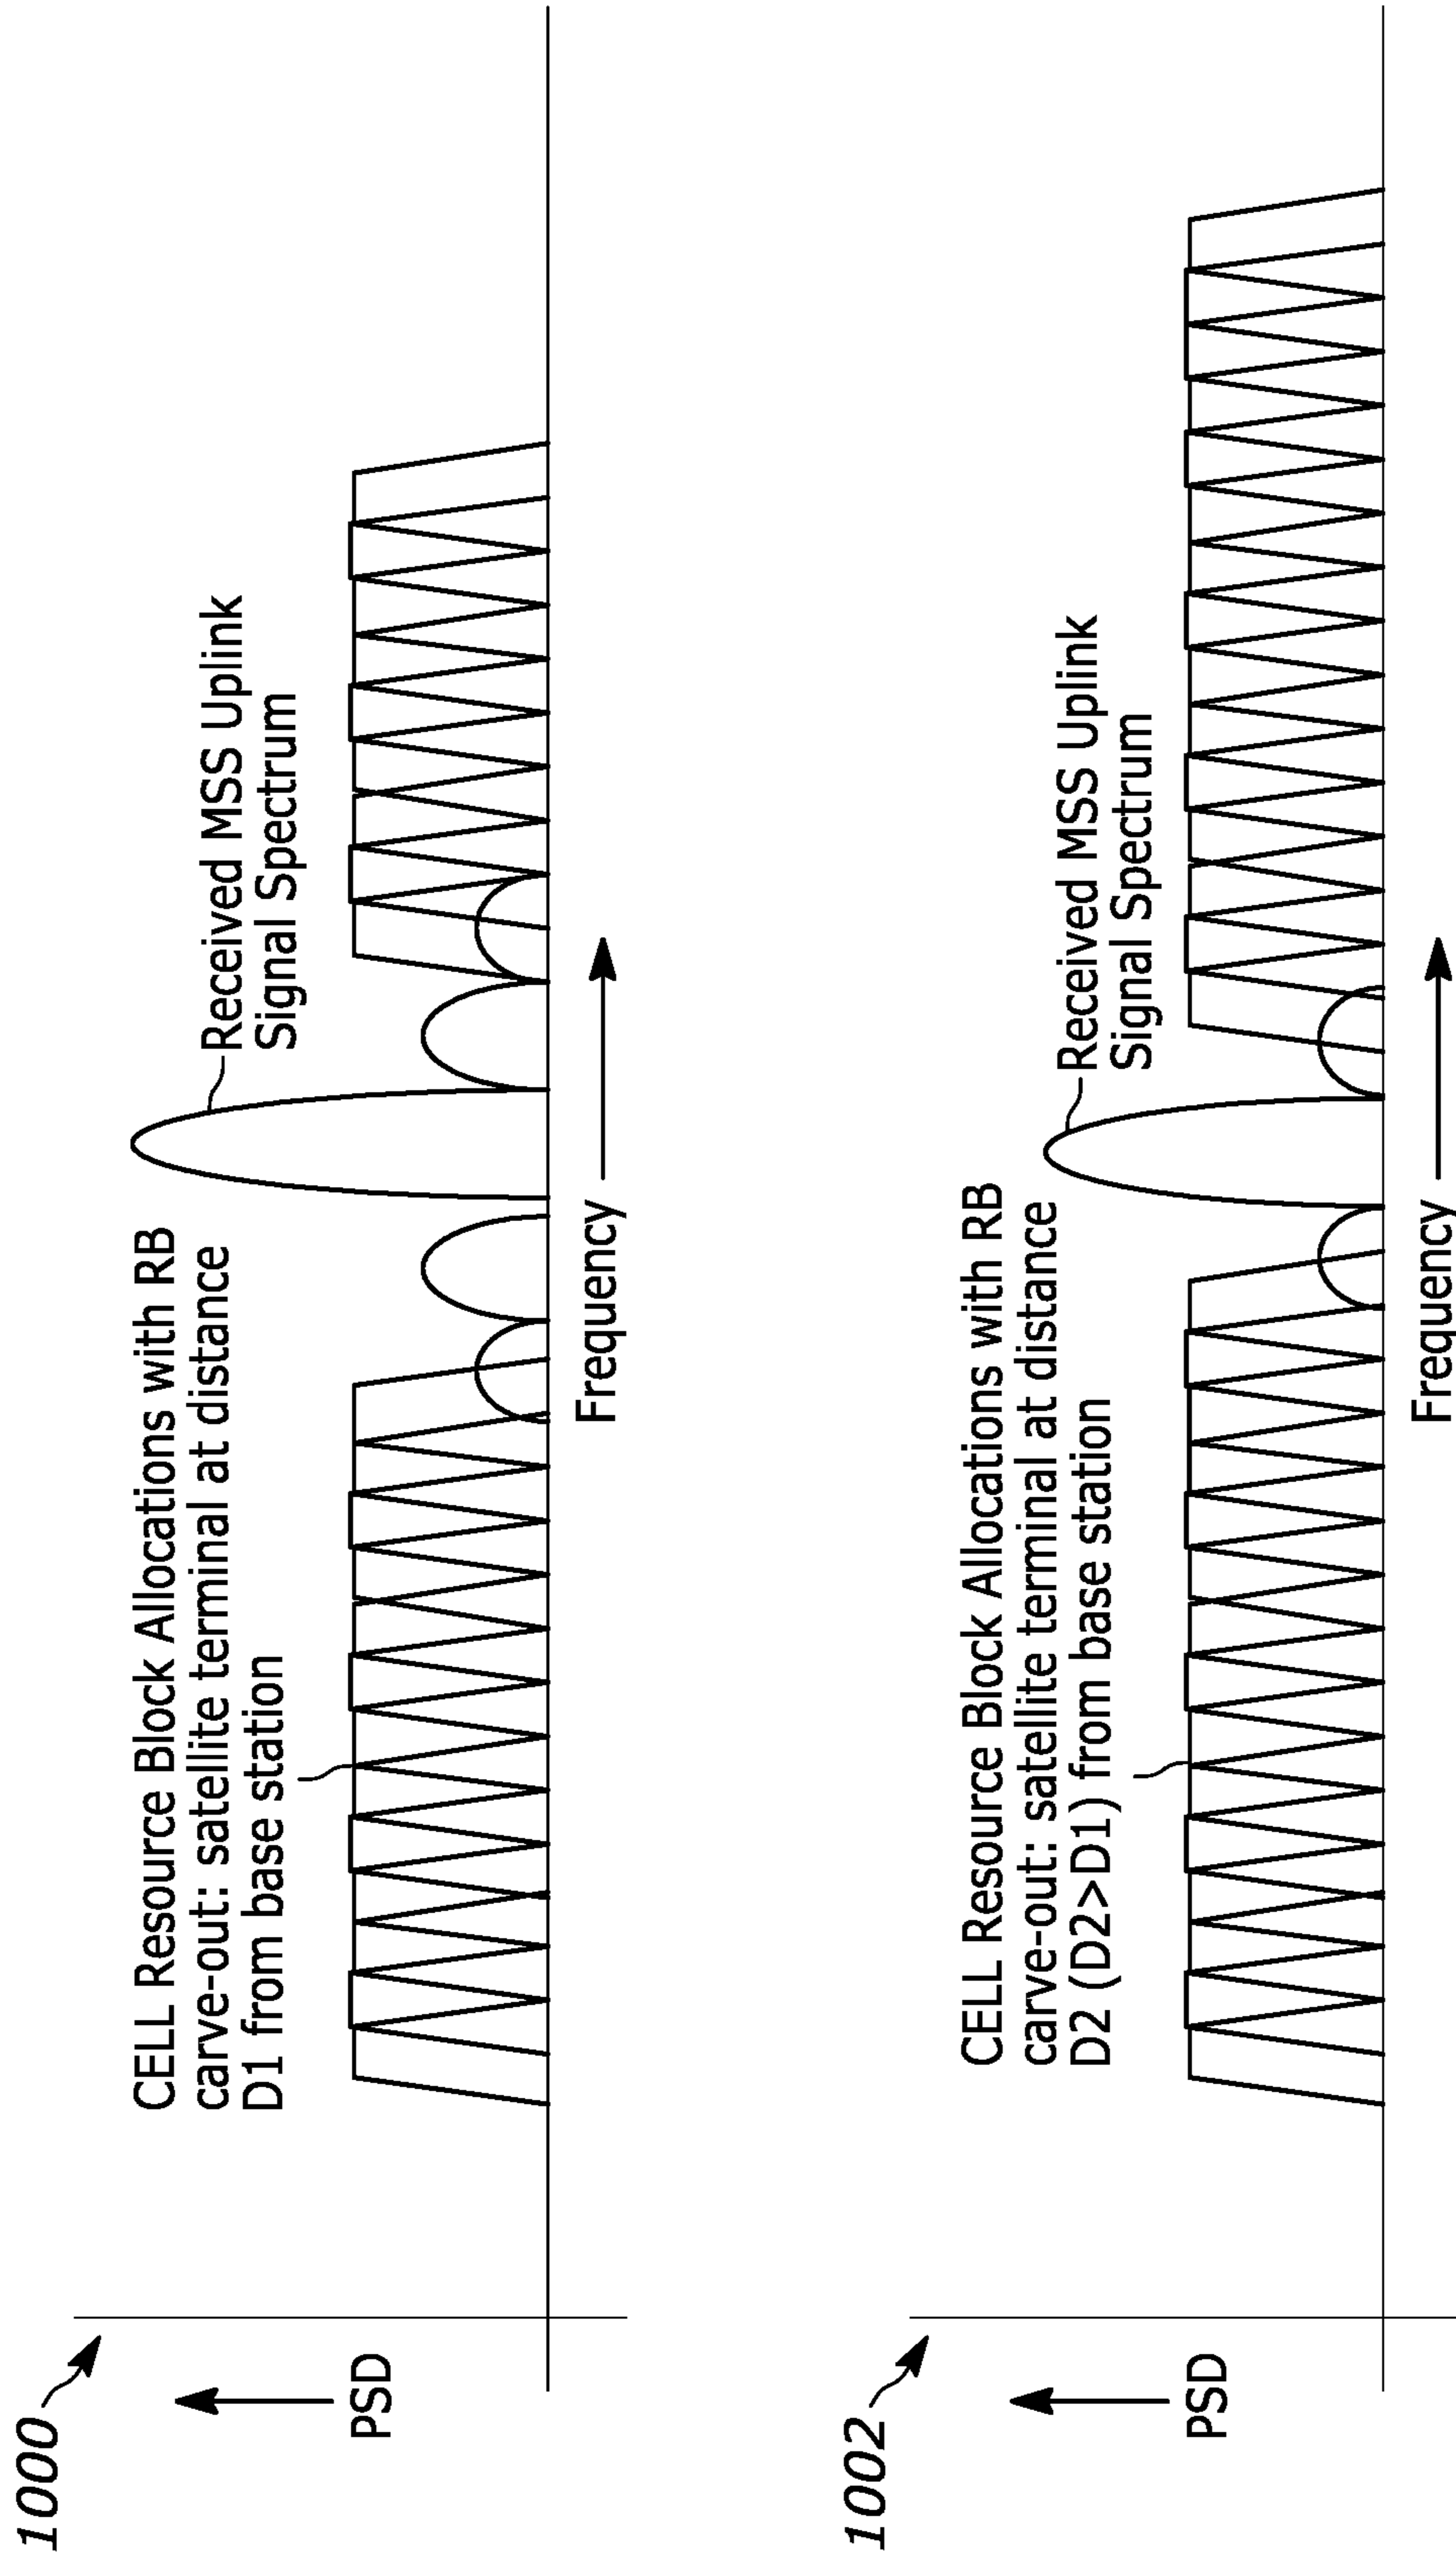 1000
PSD
CELL Resource Block Allocations with RB
carve-out: satellite terminal at distance
D1 from base station
Received MSS Uplink
Signal Spectrum
Frequency
1002
PSD
CELL Resource Block Allocations with RB
carve-out: satellite terminal at distance
D2 (D2>D1) from base station
Received MSS Uplink
Signal Spectrum
Frequency